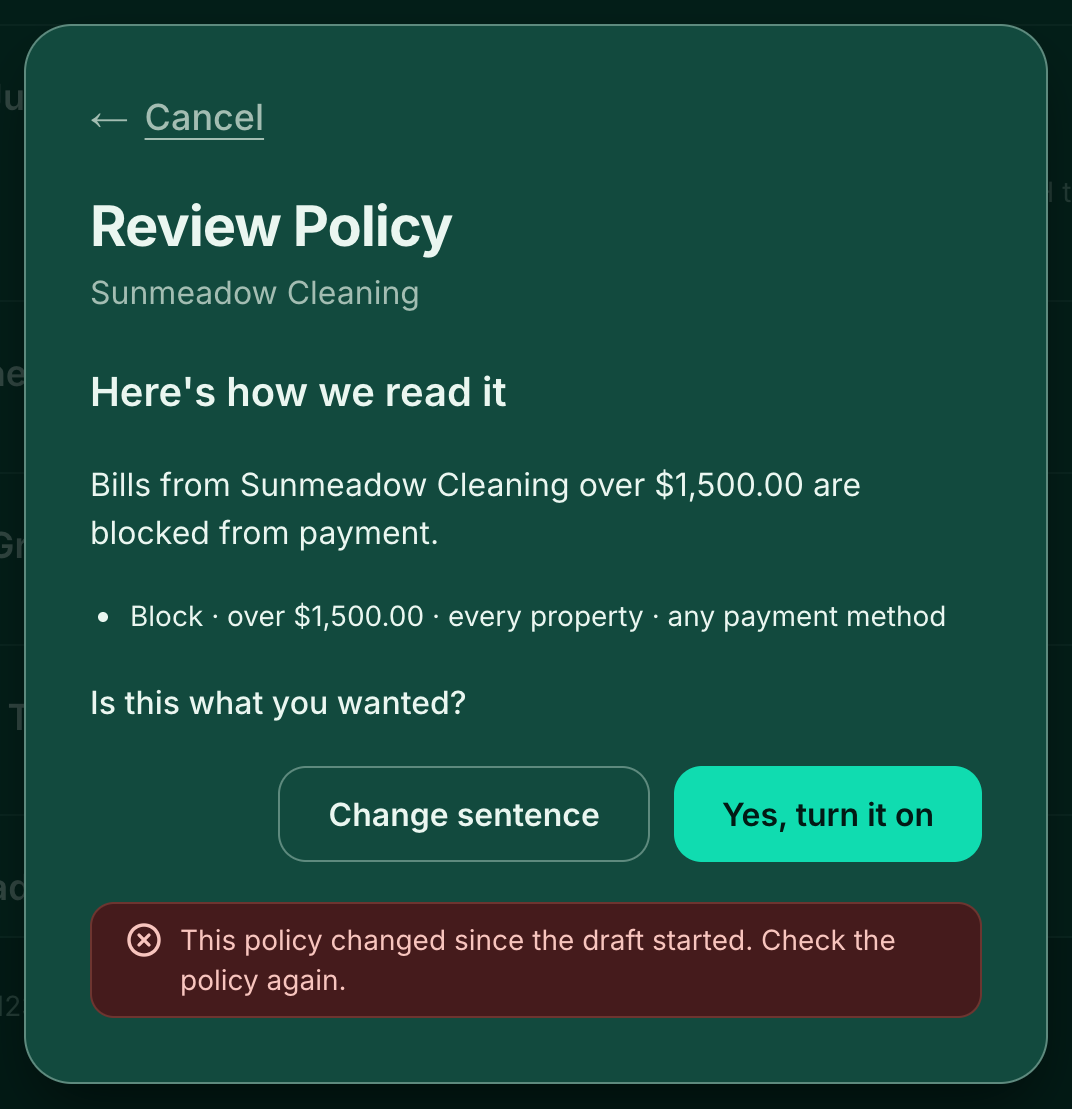 ← Cancel
Review Policy
Sunmeadow Cleaning
Here's how we read it
Bills from Sunmeadow Cleaning over $1,500.00 are
blocked from payment.
• Block · over $1,500.00 · every property · any payment method
Is this what you wanted?
Change sentence
Yes, turn it on
This policy changed since the draft started. Check the
policy again.